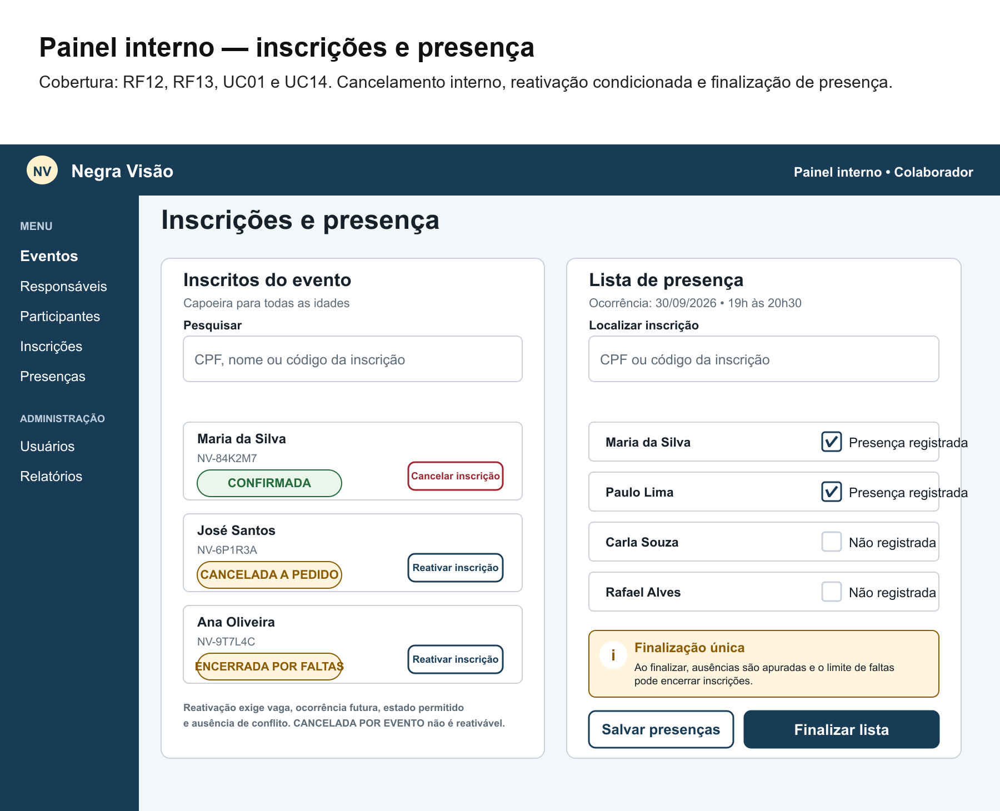 Painel interno — inscrições e presença
Cobertura: RF12, RF13, UC01 e UC14. Cancelamento interno, reativação condicionada e finalização de presença.
NV
Negra Visão
Painel interno • Colaborador
MENU
Eventos
Responsáveis
Participantes
Inscrições
Presenças
ADMINISTRAÇÃO
Usuários
Relatórios
Inscrições e presença
Inscritos do evento
Capoeira para todas as idades
Pesquisar
CPF, nome ou código da inscrição
Maria da Silva
NV-84K2M7
CONFIRMADA
Cancelar inscrição
José Santos
NV-6P1R3A
CANCELADA A PEDIDO
Reativar inscrição
Ana Oliveira
NV-9T7L4C
ENCERRADA POR FALTAS
Reativar inscrição
Reativação exige vaga, ocorrência futura, estado permitido
e ausência de conflito. CANCELADA POR EVENTO não é reativável.
Lista de presença
Ocorrência: 30/09/2026 • 19h às 20h30
Localizar inscrição
CPF ou código da inscrição
Maria da Silva
Presença registrada
Paulo Lima
Presença registrada
Carla Souza
Não registrada
Rafael Alves
Não registrada
i
Finalização única
Ao finalizar, ausências são apuradas e o limite de faltas
pode encerrar inscrições.
Salvar presenças
Finalizar lista